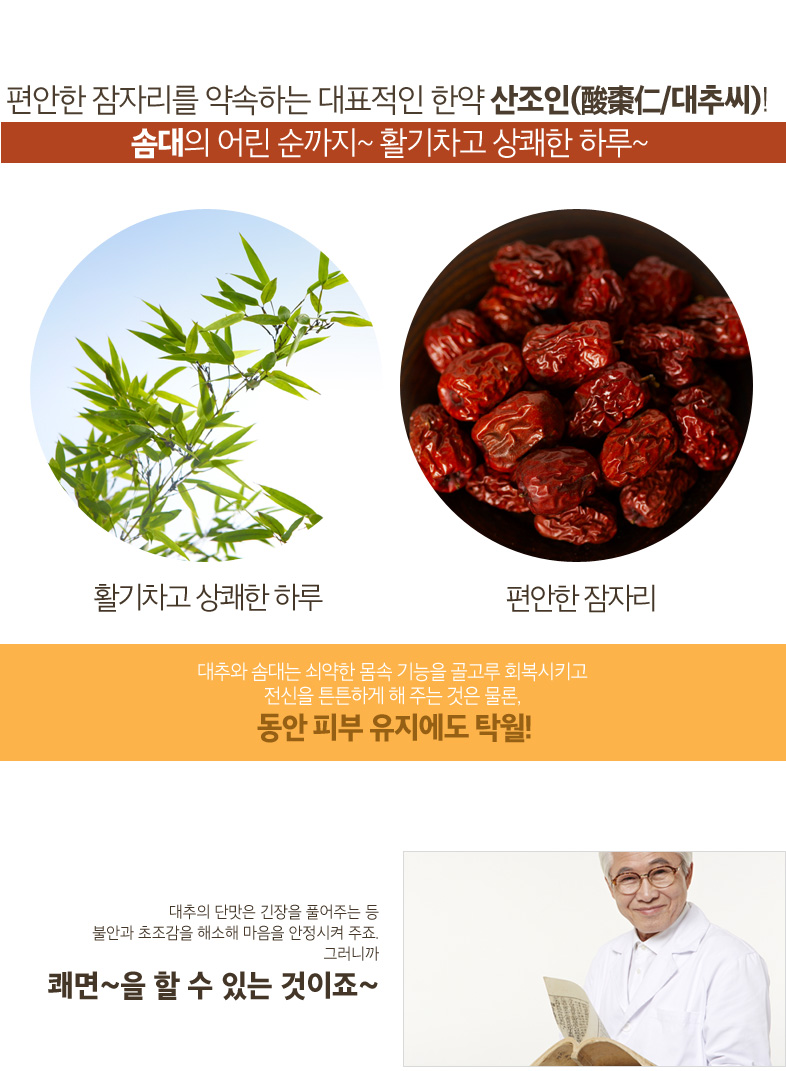 편안한 잠자리를 약속하는 대표적인 한약 산조인(酸棗仁/대추씨)!
솜대의 어린 순까지~ 활기차고 상쾌한 하루~
활기차고 상쾌한 하루
편안한 잠자리
대추와 솜대는 쇠약한 몸속 기능을 골고루 회복시키고
전신을 튼튼하게 해 주는 것은 물론,
동안 피부 유지에도 탁월!
대추의 단맛은 긴장을 풀어주는 등
불안과 초조감을 해소해 마음을 안정시켜 주죠.
그러니까
쾌면~을 할 수 있는 것이죠~